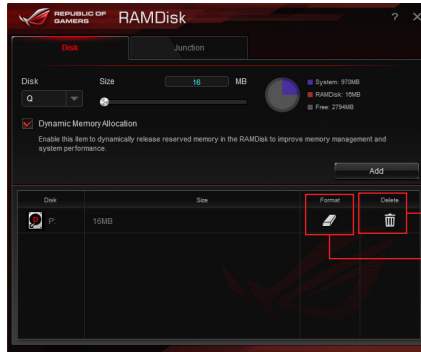 REPUBLIC OF
GAMERS
RAMDisk
? X
Disk
Junction
Disk
Size
16
MB
Q
System: 970MB
RAMDisk: 16MB
Free: 2794MB
Dynamic Memory Allocation
Enable this item to dynamically release reserved memory in the RAMDisk to improve memory management and
system performance.
Add
Disk
Size
Format
Delete
P:
16MB